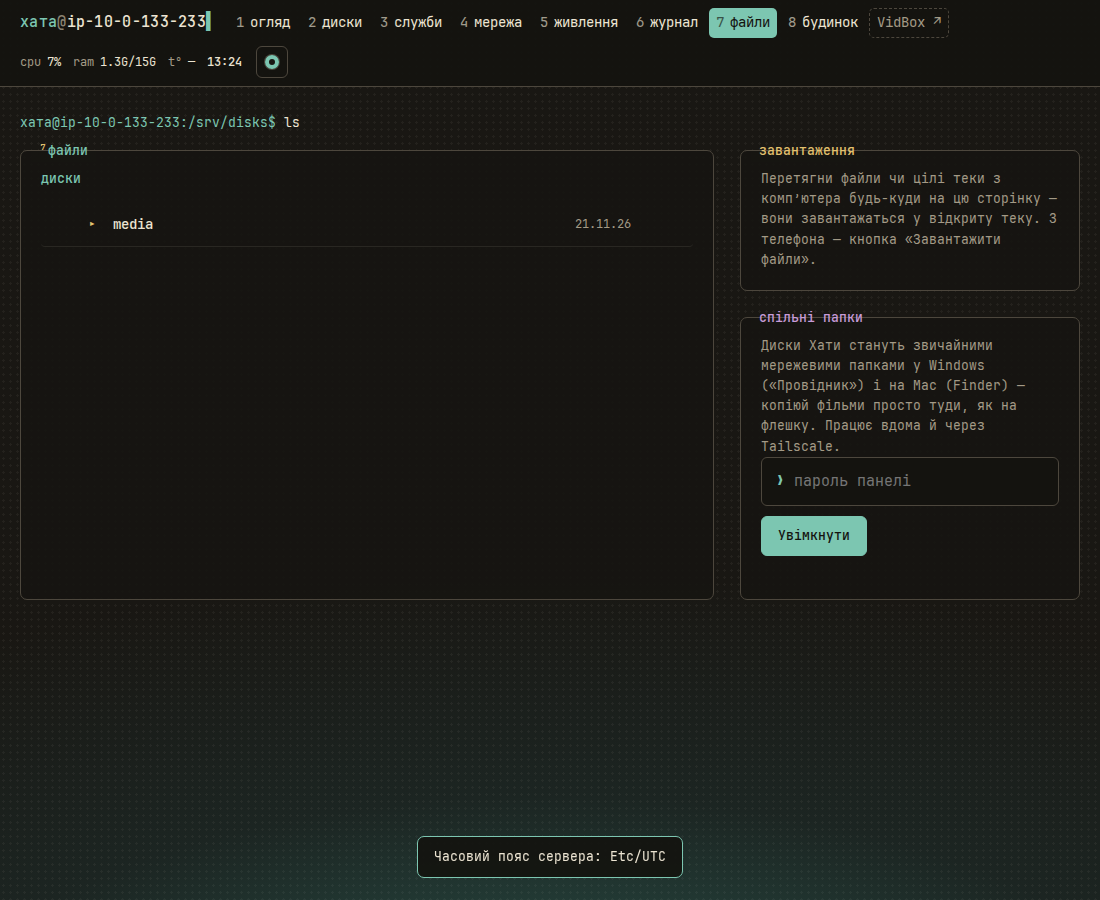 хата@ip-10-0-133-233 1 огляд 2 диски 3 служби 4 мережа 5 живлення 6 журнал 7 файли 8 будинок VidBox ↗
cpu 7% ram 1.3G/15G t° — 13:24
хата@ip-10-0-133-233:/srv/disks$ ls
7 файли
диски
▸ media 21.11.26
завантаження
Перетягни файли чи цілі теки з
комп'ютера будь-куди на цю сторінку —
вони завантажаться у відкриту теку. З
телефона — кнопка «Завантажити
файли».
спільні папки
Диски Хати стануть звичайними
мережевими папками у Windows
(«Провідник») і на Mac (Finder) —
копіюй фільми просто туди, як на
флешку. Працює вдома й через
Tailscale.
❯ пароль панелі
Увімкнути
Часовий пояс сервера: Etc/UTC